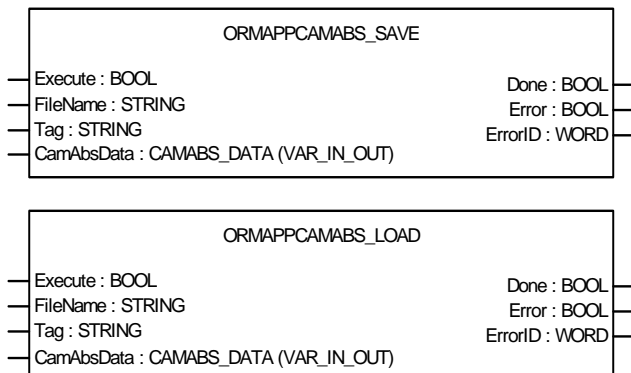 ORMAPPCAMABS_SAVE
Execute : BOOL
FileName : STRING
Tag : STRING
CamAbsData : CAMABS_DATA (VAR_IN_OUT)
Done : BOOL
Error : BOOL
ErrorID : WORD
ORMAPPCAMABS_LOAD
Execute : BOOL
FileName : STRING
Tag : STRING
CamAbsData : CAMABS_DATA (VAR_IN_OUT)
Done : BOOL
Error : BOOL
ErrorID : WORD